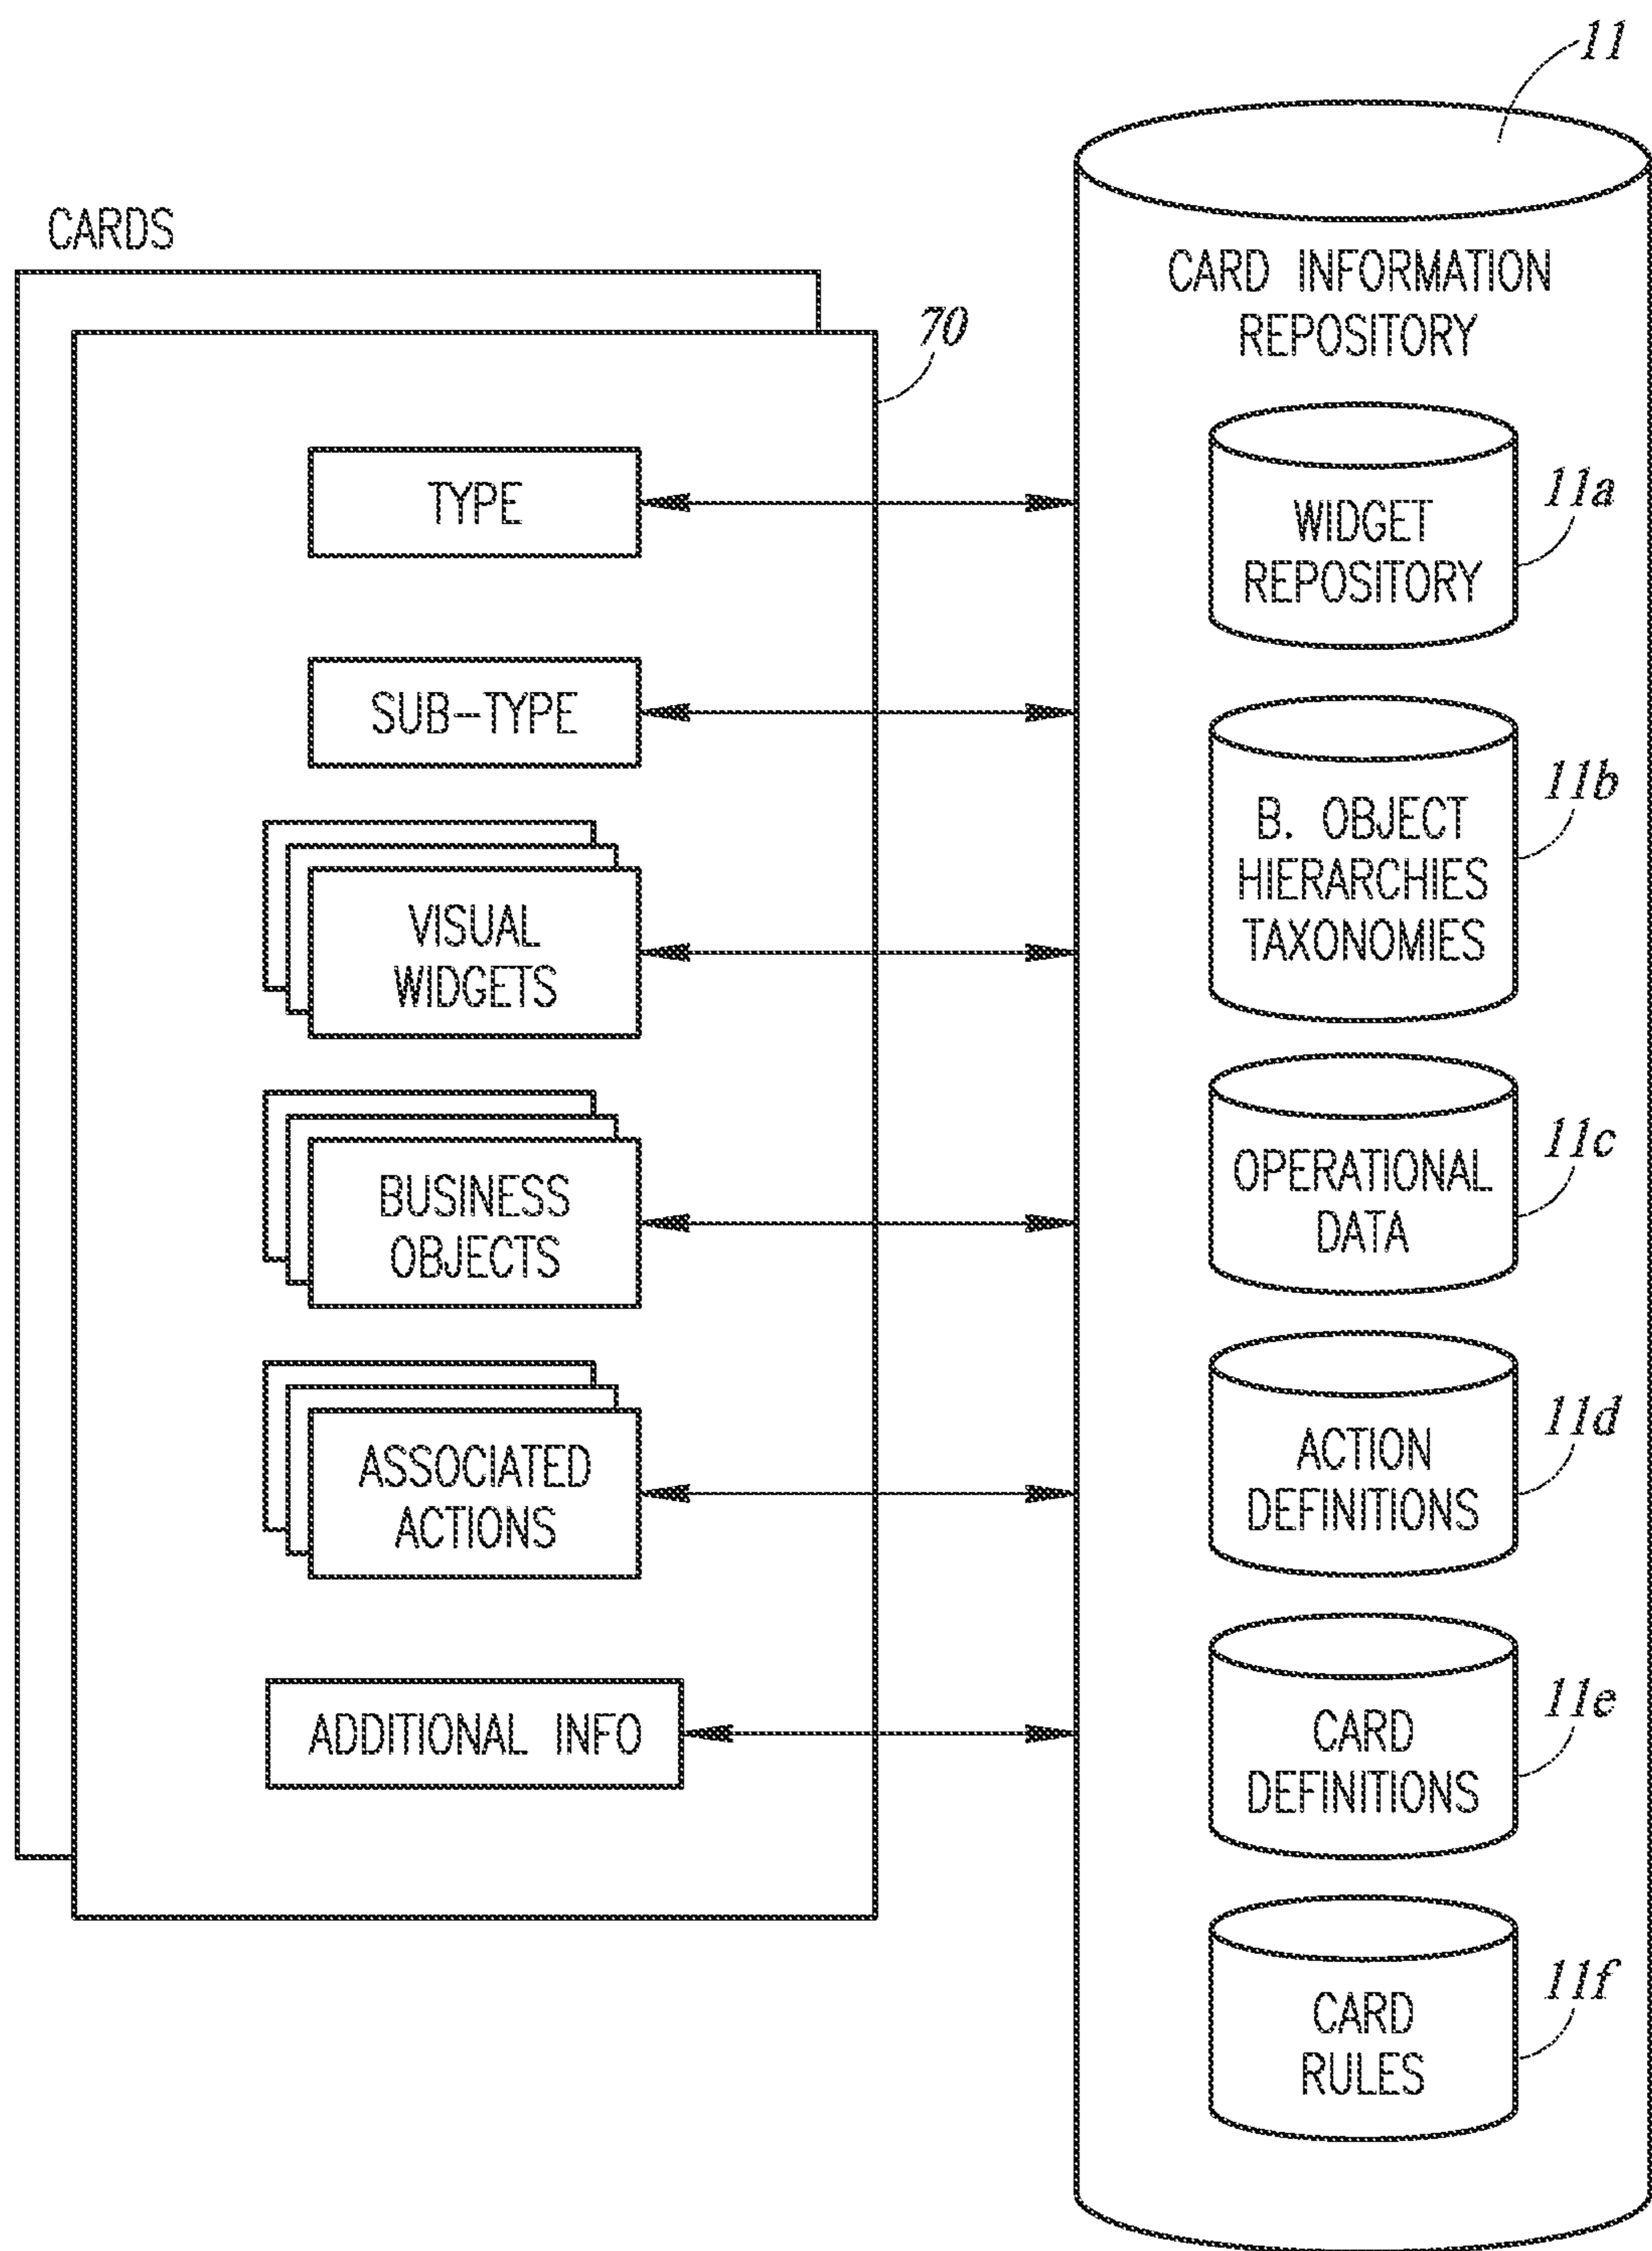 11
CARDS
CARD INFORMATION
REPOSITORY
70
TYPE
SUB-TYPE
VISUAL
WIDGETS
BUSINESS
OBJECTS
ASSOCIATED
ACTIONS
ADDITIONAL INFO
11a
WIDGET
REPOSITORY
11b
B. OBJECT
HIERARCHIES
TAXONOMIES
11c
OPERATIONAL
DATA
11d
ACTION
DEFINITIONS
11e
CARD
DEFINITIONS
11f
CARD
RULES